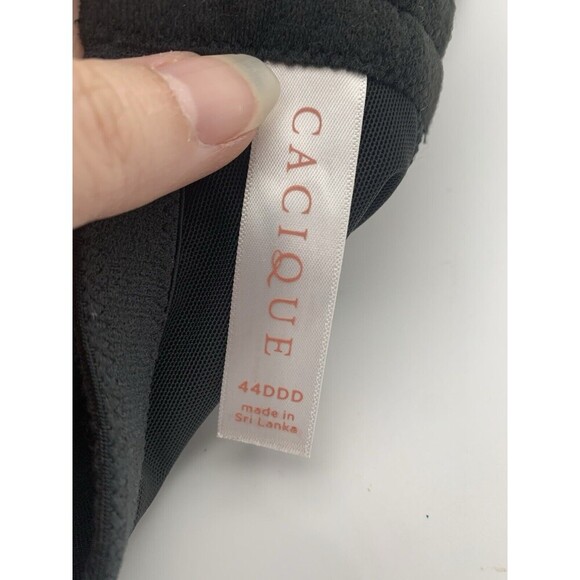 CACIQUE
44DDD
made in
Sri Lanka